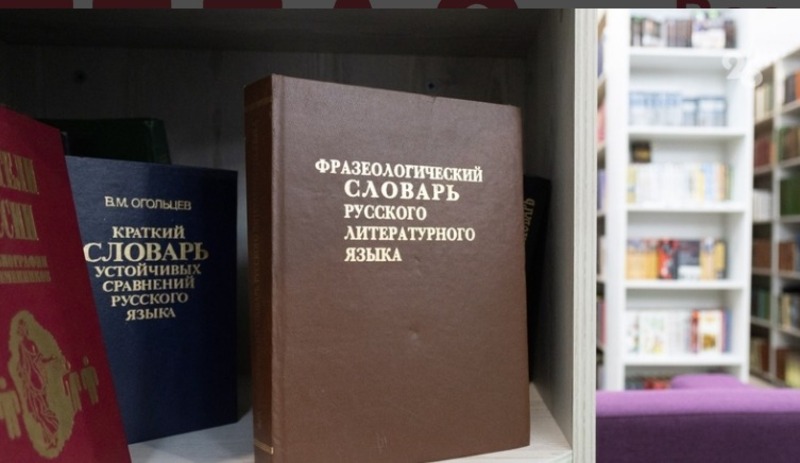 В.М. ОГОЛЬЦЕВ
КРАТКИЙ
СЛОВАРЬ
УСТОЙЧИВЫХ
СРАВНЕНИЙ
РУССКОГО
ЯЗЫКА
ФРАЗЕОЛОГИЧЕСКИЙ
СЛОВАРЬ
РУССКОГО
ЛИТЕРАТУРНОГО
ЯЗЫКА